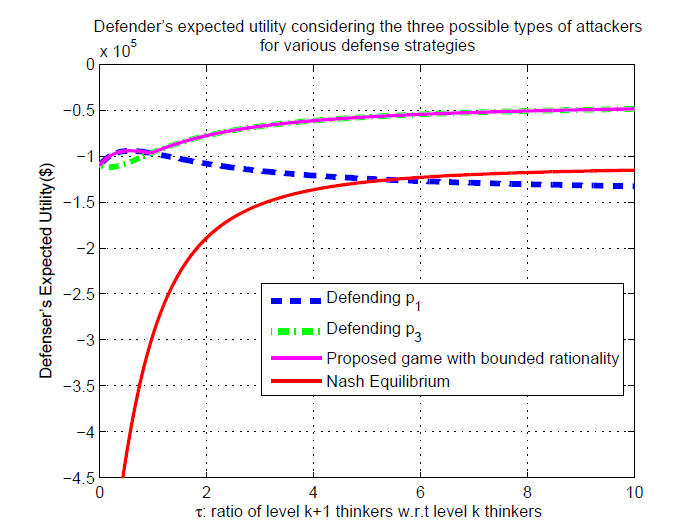 Defender's expected utility considering the three possible types of attackers
for various defense strategies
x 10^5
0
−0.5
−1
−1.5
−2
−2.5
−3
−3.5
−4
−4.5
Defenser's Expected Utility($)
Defending p1
Defending p3
Proposed game with bounded rationality
Nash Equilibrium
0 2 4 6 8 10
τ: ratio of level k+1 thinkers w.r.t level k thinkers